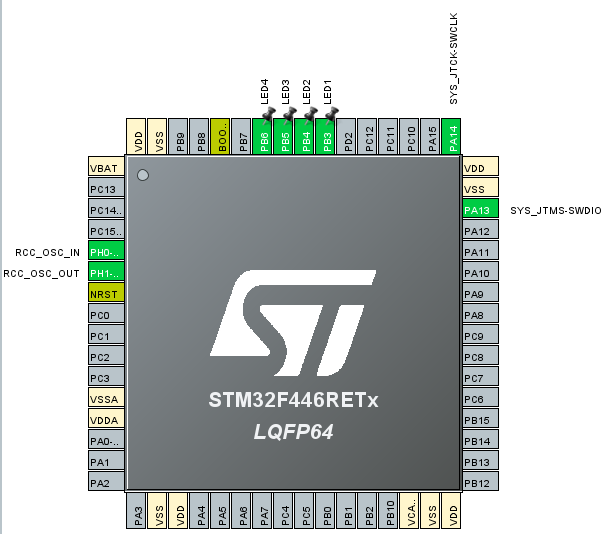 LED4
LED3
LED2
LED1
SYS_JTCK-SWCLK
VDD
VSS
PB9
PB8
BOO..
PB7
PB6
PB5
PB4
PB3
PD2
PC12
PC11
PC10
PA15
PA14
VBAT
PC13
PC14..
PC15..
RCC_OSC_IN
PH0-..
RCC_OSC_OUT
PH1-..
NRST
PC0
PC1
PC2
PC3
VSSA
VDDA
PA0-..
PA1
PA2
VDD
VSS
PA13
SYS_JTMS-SWDIO
PA12
PA11
PA10
PA9
PA8
PC9
PC8
PC7
PC6
PB15
PB14
PB13
PB12
ST
STM32F446RETx
LQFP64
PA3
VSS
VDD
PA4
PA5
PA6
PA7
PC4
PC5
PB0
PB1
PB2
PB10
VCA..
VSS
VDD